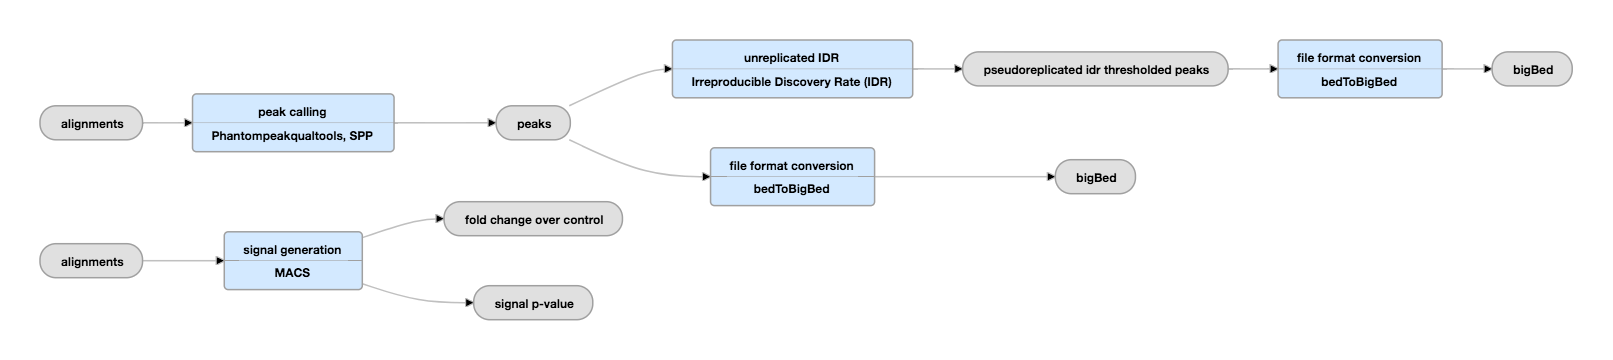 alignments
peak calling
Phantompeakqualtools, SPP
peaks
unreplicated IDR
Irreproducible Discovery Rate (IDR)
pseudoreplicated idr thresholded peaks
file format conversion
bedToBigBed
bigBed
file format conversion
bedToBigBed
bigBed
alignments
signal generation
MACS
fold change over control
signal p-value